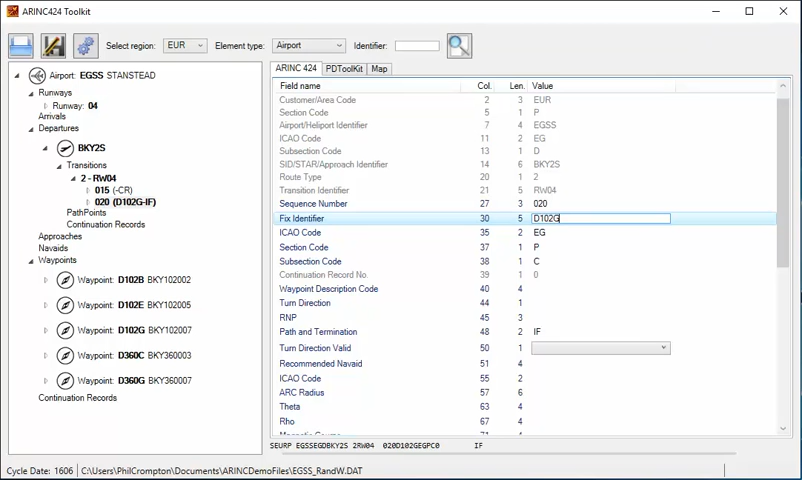 ARINC424 Toolkit
Select region: EUR Element type: Airport Identifier:
Airport: EGSS STANSTEAD
Runways
Runway: 04
Arrivals
Departures
BKY2S
Transitions
2 - RW04
015 (-CR)
020 (D102G-IF)
PathPoints
Continuation Records
Approaches
Navaids
Waypoints
Waypoint: D102B BKY102002
Waypoint: D102E BKY102005
Waypoint: D102G BKY102007
Waypoint: D360C BKY360003
Waypoint: D360G BKY360007
Continuation Records
ARINC 424 PDToolKit Map
Field name Col. Len. Value
Customer/Area Code 2 3 EUR
Section Code 5 1 P
Airport/Heliport Identifier 7 4 EGSS
ICAO Code 11 2 EG
Subsection Code 13 1 D
SID/STAR/Approach Identifier 14 6 BKY2S
Route Type 20 1 2
Transition Identifier 21 5 RW04
Sequence Number 27 3 020
Fix Identifier 30 5 D102G
ICAO Code 35 2 EG
Section Code 37 1 P
Subsection Code 38 1 C
Continuation Record No. 39 1 0
Waypoint Description Code 40 4
Turn Direction 44 1
RNP 45 3
Path and Termination 48 2 IF
Turn Direction Valid 50 1
Recommended Navaid 51 4
ICAO Code 55 2
ARC Radius 57 6
Theta 63 4
Rho 67 4
SEURP EGSSEGDBKY2S 2RW04 020D102GEGPC0 IF
Cycle Date: 1606 C:\Users\PhilCrompton\Documents\ARINCDemoFiles\EGSS_RandW.DAT